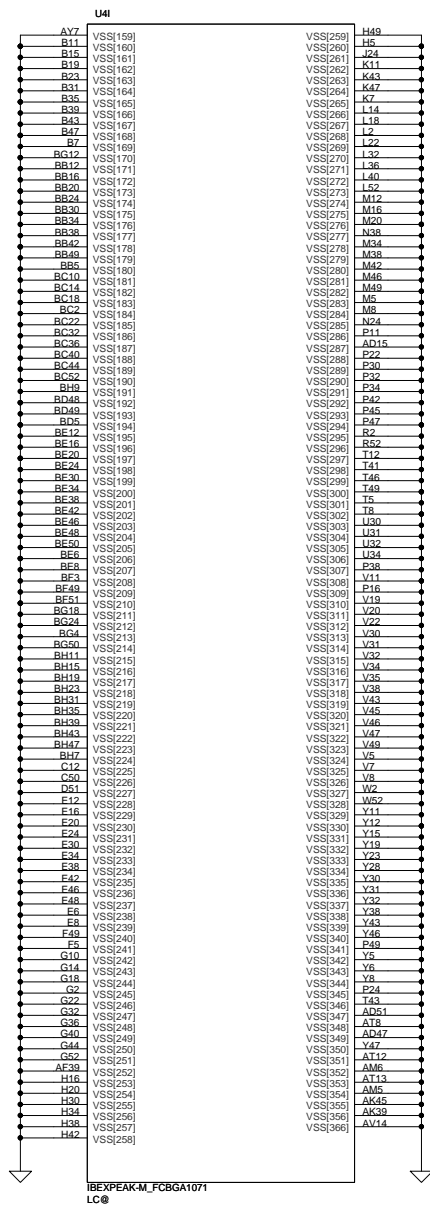 U4I
AY7 VSS[159] VSS[259] H49
B11 VSS[160] VSS[260] H5
B15 VSS[161] VSS[261] J24
B19 VSS[162] VSS[262] K11
B23 VSS[163] VSS[263] K43
B31 VSS[164] VSS[264] K47
B35 VSS[165] VSS[265] K7
B39 VSS[166] VSS[266] L14
B43 VSS[167] VSS[267] L18
B47 VSS[168] VSS[268] L2
B7 VSS[169] VSS[269] L22
BG12 VSS[170] VSS[270] L32
BB12 VSS[171] VSS[271] L36
BB16 VSS[172] VSS[272] L40
BB20 VSS[173] VSS[273] L52
BB24 VSS[174] VSS[274] M12
BB30 VSS[175] VSS[275] M16
BB34 VSS[176] VSS[276] M20
BB38 VSS[177] VSS[277] N38
BB42 VSS[178] VSS[278] M34
BB49 VSS[179] VSS[279] M38
BB5 VSS[180] VSS[280] M42
BC10 VSS[181] VSS[281] M46
BC14 VSS[182] VSS[282] M49
BC18 VSS[183] VSS[283] M5
BC2 VSS[184] VSS[284] M8
BC22 VSS[185] VSS[285] N24
BC32 VSS[186] VSS[286] P11
BC36 VSS[187] VSS[287] AD15
BC40 VSS[188] VSS[288] P22
BC44 VSS[189] VSS[289] P30
BC52 VSS[190] VSS[290] P32
BH9 VSS[191] VSS[291] P34
BD48 VSS[192] VSS[292] P42
BD49 VSS[193] VSS[293] P45
BD5 VSS[194] VSS[294] P47
BE12 VSS[195] VSS[295] R2
BE16 VSS[196] VSS[296] R52
BE20 VSS[197] VSS[297] T12
BE24 VSS[198] VSS[298] T41
BE30 VSS[199] VSS[299] T46
BE34 VSS[200] VSS[300] T49
BE38 VSS[201] VSS[301] T5
BE42 VSS[202] VSS[302] T8
BE46 VSS[203] VSS[303] U30
BE48 VSS[204] VSS[304] U31
BE50 VSS[205] VSS[305] U32
BE6 VSS[206] VSS[306] U34
BE8 VSS[207] VSS[307] P38
BF3 VSS[208] VSS[308] V11
BF49 VSS[209] VSS[309] P16
BF51 VSS[210] VSS[310] V19
BG18 VSS[211] VSS[311] V20
BG24 VSS[212] VSS[312] V22
BG4 VSS[213] VSS[313] V30
BG50 VSS[214] VSS[314] V31
BH11 VSS[215] VSS[315] V32
BH15 VSS[216] VSS[316] V34
BH19 VSS[217] VSS[317] V35
BH23 VSS[218] VSS[318] V38
BH31 VSS[219] VSS[319] V43
BH35 VSS[220] VSS[320] V45
BH39 VSS[221] VSS[321] V46
BH43 VSS[222] VSS[322] V47
BH47 VSS[223] VSS[323] V49
BH7 VSS[224] VSS[324] V5
C12 VSS[225] VSS[325] V7
C50 VSS[226] VSS[326] V8
D51 VSS[227] VSS[327] W2
E12 VSS[228] VSS[328] W52
E16 VSS[229] VSS[329] Y11
E20 VSS[230] VSS[330] Y12
E24 VSS[231] VSS[331] Y15
E30 VSS[232] VSS[332] Y19
E34 VSS[233] VSS[333] Y23
E38 VSS[234] VSS[334] Y28
E42 VSS[235] VSS[335] Y30
E46 VSS[236] VSS[336] Y31
E48 VSS[237] VSS[337] Y32
E6 VSS[238] VSS[338] Y38
E8 VSS[239] VSS[339] Y43
F49 VSS[240] VSS[340] Y46
F5 VSS[241] VSS[341] P49
G10 VSS[242] VSS[342] Y5
G14 VSS[243] VSS[343] Y6
G18 VSS[244] VSS[344] Y8
G2 VSS[245] VSS[345] P24
G22 VSS[246] VSS[346] T43
G32 VSS[247] VSS[347] AD51
G36 VSS[248] VSS[348] AT8
G40 VSS[249] VSS[349] AD47
G44 VSS[250] VSS[350] Y47
G52 VSS[251] VSS[351] AT12
AF39 VSS[252] VSS[352] AM6
H16 VSS[253] VSS[353] AT13
H20 VSS[254] VSS[354] AM5
H30 VSS[255] VSS[355] AK45
H34 VSS[256] VSS[356] AK39
H38 VSS[257] VSS[366] AV14
H42 VSS[258]
IBEXPEAK-M_FCBGA1071
LC@